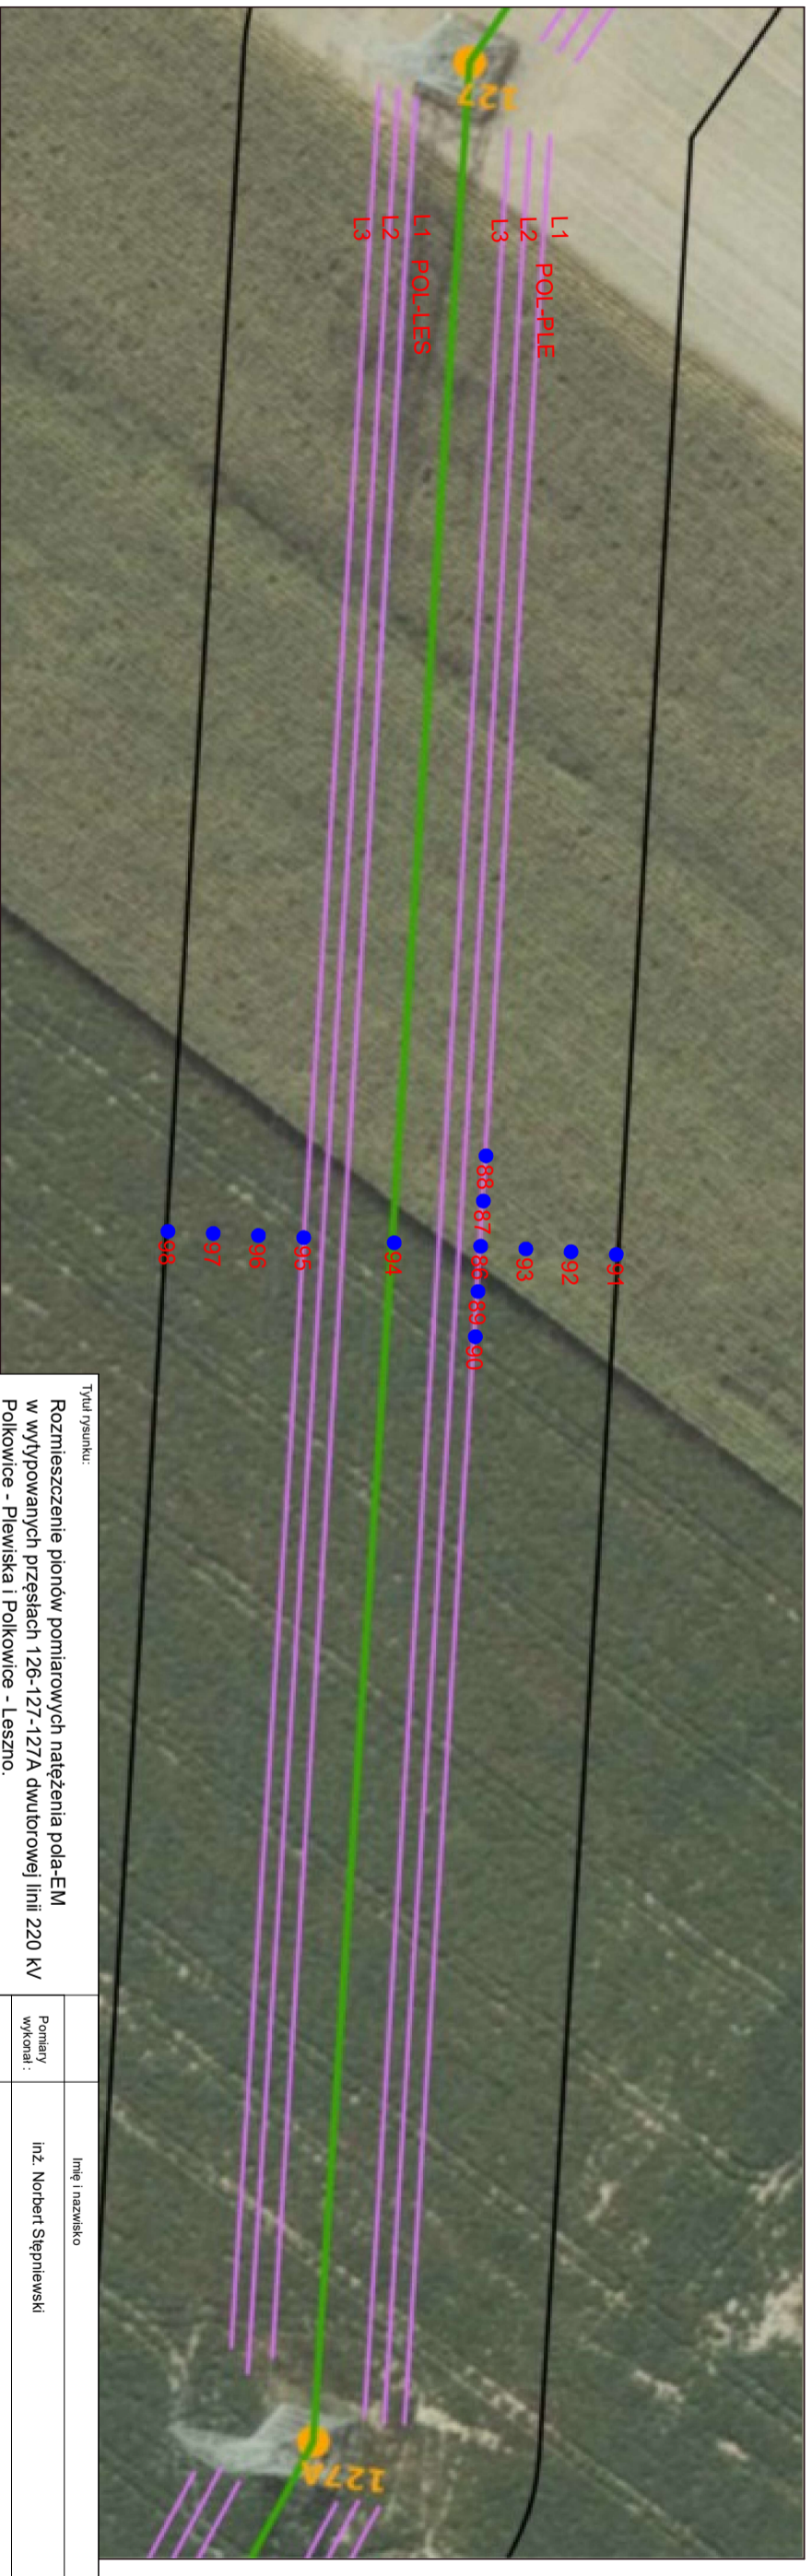 127
L1 POL-PLE
L2
L3
L1 POL-LES
L2
L3
88
87
86
89
90
91
92
93
94
95
96
97
98
127A
Tytuł rysunku:
Rozmieszczenie pionów pomiarowych natężenia pola-EM
w wytypowanych przęsłach 126-127-127A dwutorowej linii 220 kV
Polkowice - Plewiska i Polkowice - Leszno.
Imię i nazwisko
Pomiary
wykonał :
inż. Norbert Stępniewski